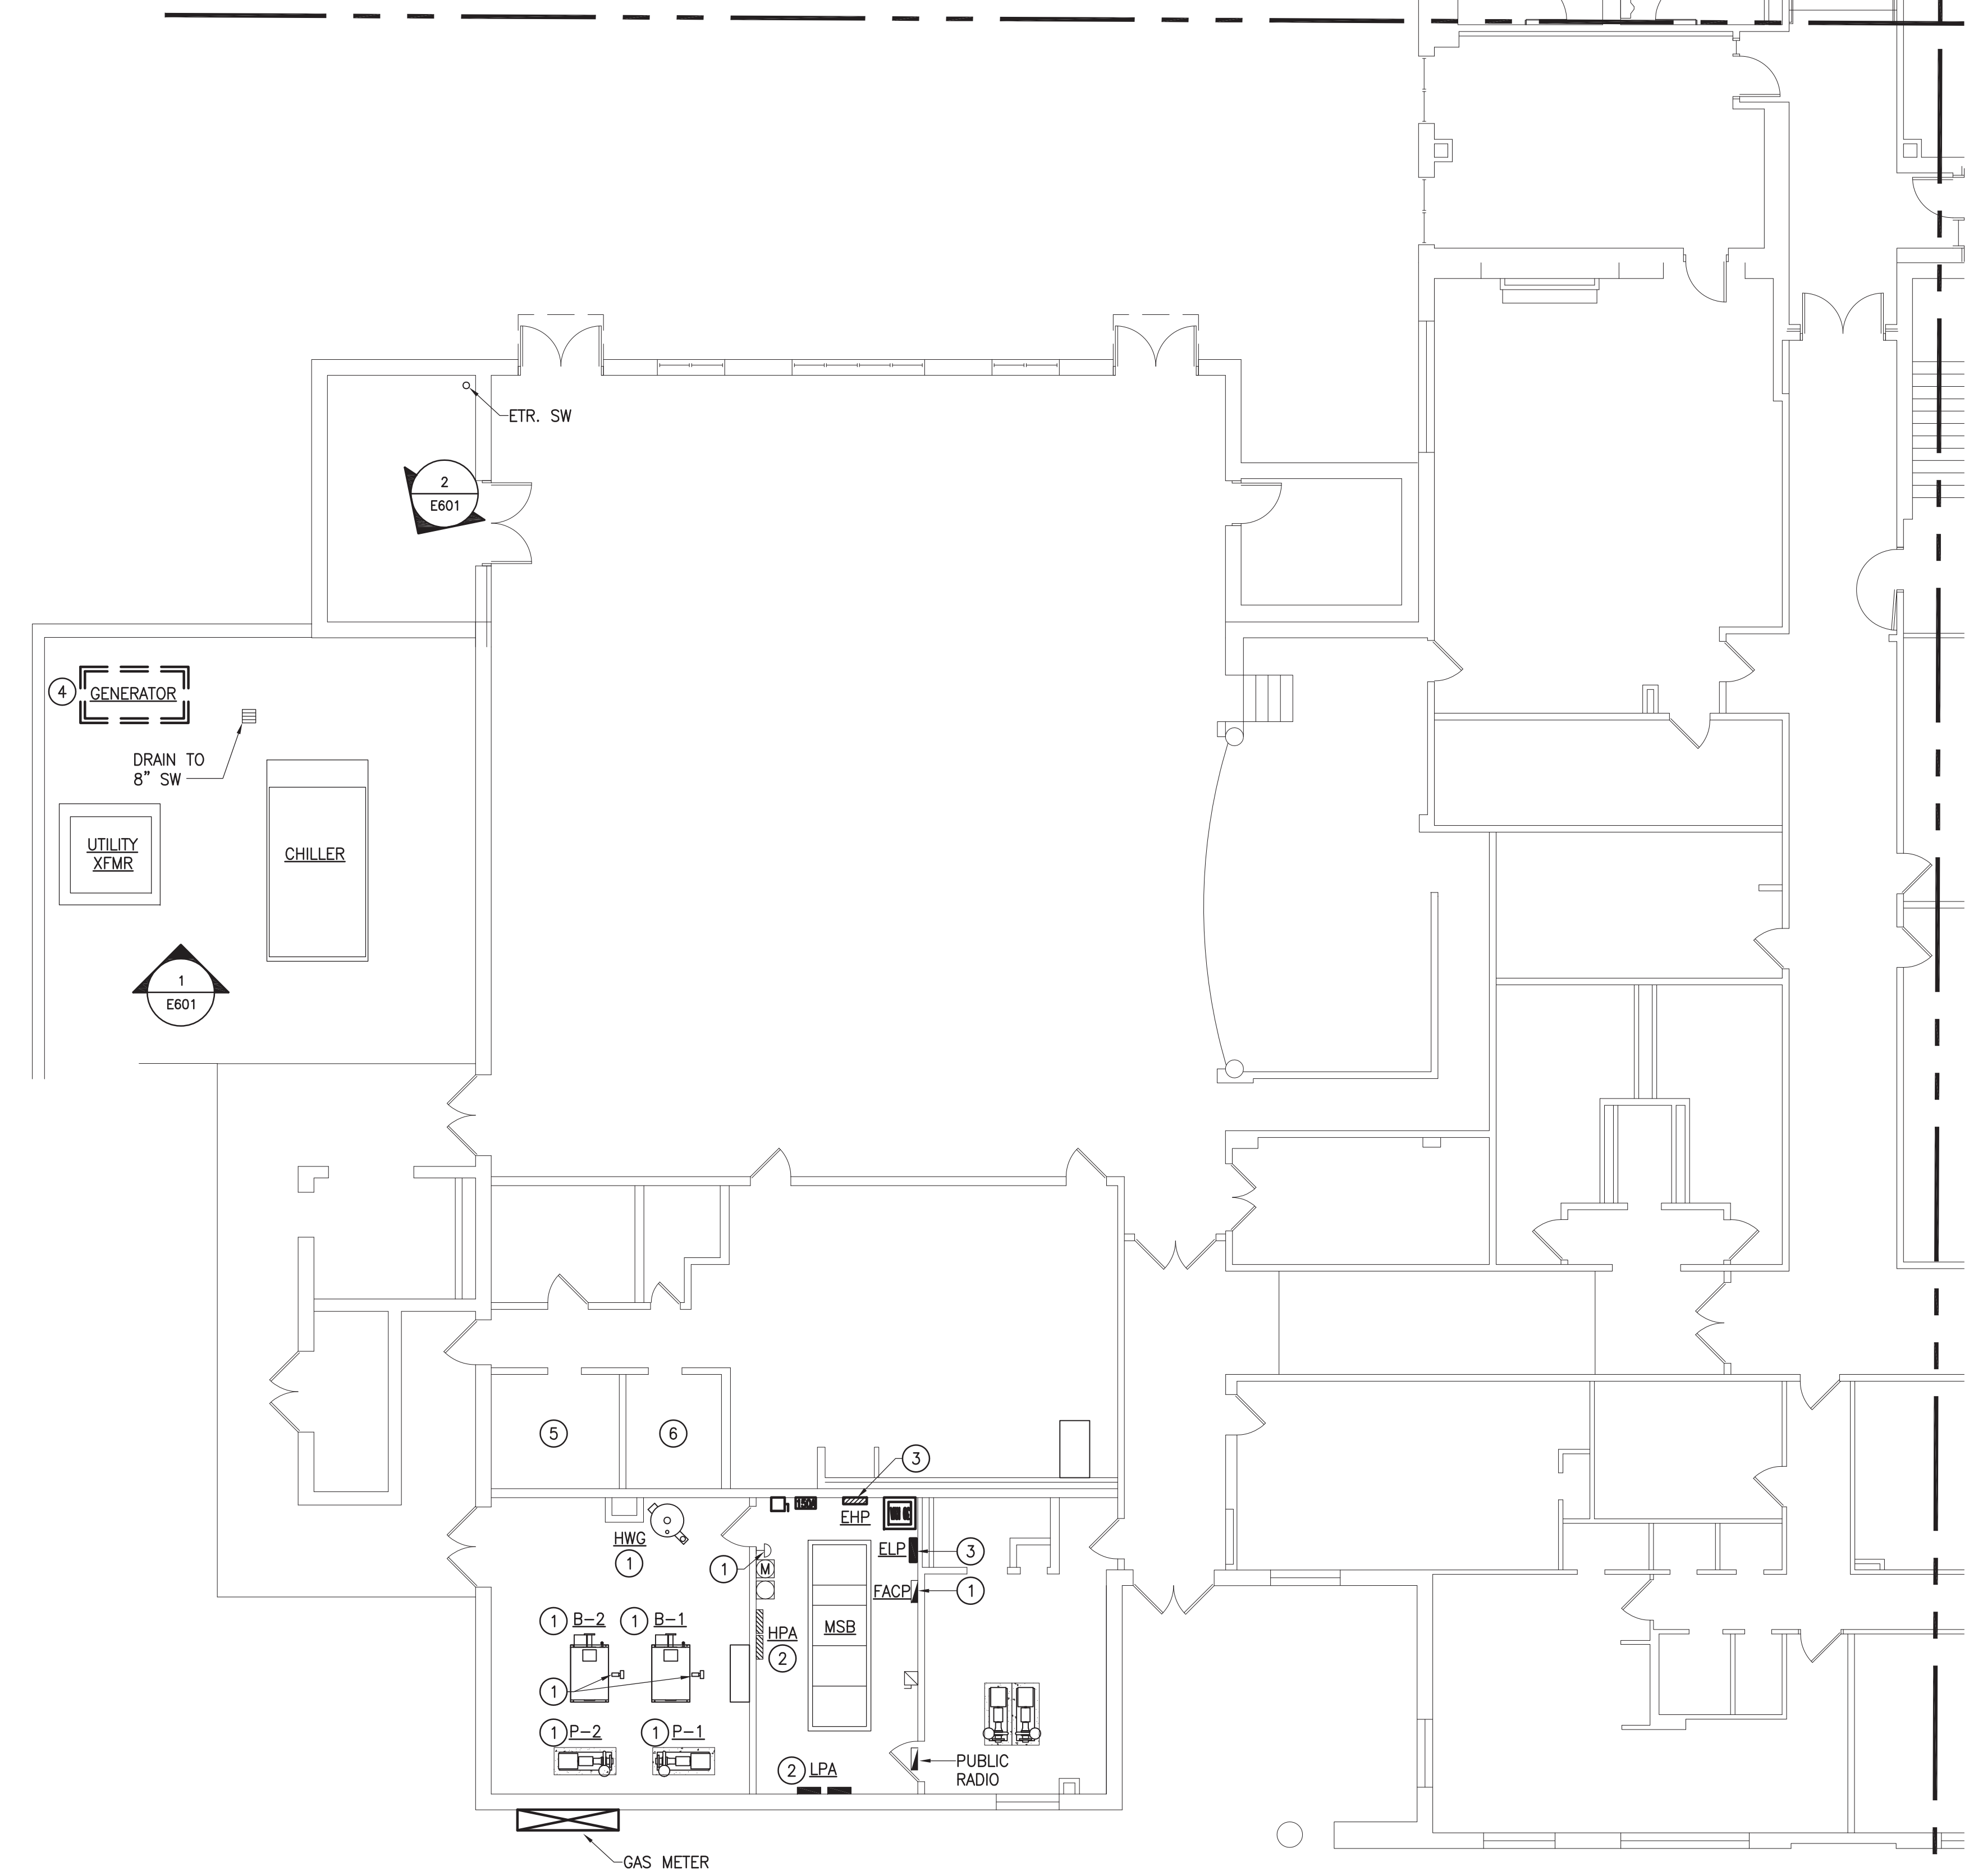 ETR. SW
2
E601
4
GENERATOR
DRAIN TO
8" SW
UTILITY
XFMR
CHILLER
1
E601
5
6
3
150A
EHP
HWG
1
1
M
ELP
3
FACP
1
1 B-2
1 B-1
HPA
2
MSB
1
1 P-2
1 P-1
2 LPA
PUBLIC
RADIO
GAS METER